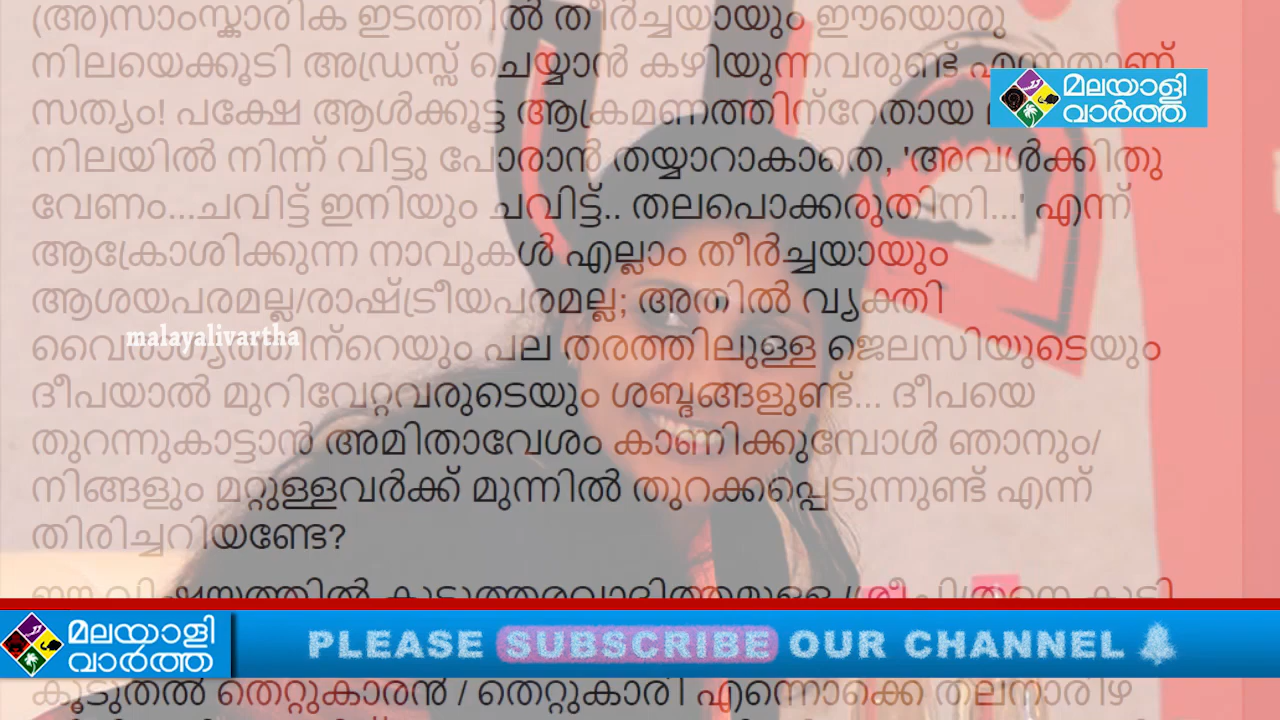 (അ)സാംസ്കാരിക ഇടത്തിൽ തീർച്ചയായും ഈയൊരു
നിലയെക്കൂടി അഡ്രസ്സ് ചെയ്യാൻ കഴിയുന്നവരുണ്ട് എന്നതാണ്
സത്യം! പക്ഷേ ആൾക്കൂട്ട ആക്രമണത്തിന്റേതായ
മലയാളി
വാർത്ത
നിലയിൽ നിന്ന് വിട്ടു പോരാൻ തയ്യാറാകാതെ, 'അവൾക്കിതു
വേണം...ചവിട്ട് ഇനിയും ചവിട്ട്.. തലപൊക്കരുതിനി...' എന്ന്
ആക്രോശിക്കുന്ന നാവുകൾ എല്ലാം തീർച്ചയായും
ആശയപരമല്ല/രാഷ്ട്രീയപരമല്ല; അതിൽ വ്യക്തി
malayalivartha
പല തരത്തിലുള്ള ജെലസിയുടെയും
ദീപയാൽ മുറിവേറ്റവരുടെയും ശബ്ദങ്ങളുണ്ട്... ദീപയെ
തുറന്നുകാട്ടാൻ അമിതാവേശം കാണിക്കുമ്പോൾ ഞാനും/
നിങ്ങളും മറ്റുള്ളവർക്ക് മുന്നിൽ തുറക്കപ്പെടുന്നുണ്ട് എന്ന്
തിരിച്ചറിയണ്ടേ?
മലയാളി
വാർത്ത
PLEASE SUBSCRIBE OUR CHANNEL
കൂടുതൽ തെറ്റുകാരൻ / തെറ്റുകാരി എന്നൊക്കെ തലനാരിഴ